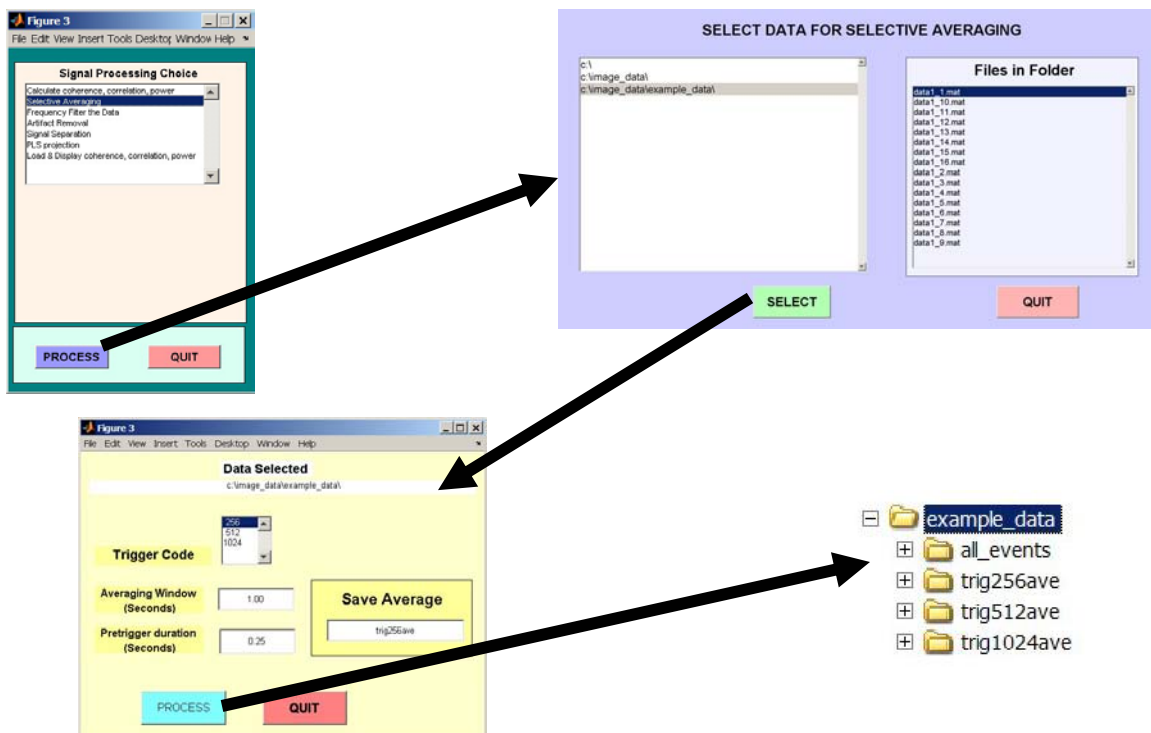 Figure 3
File Edit View Insert Tools Desktop Window Help
Signal Processing Choice
Calculate coherence, correlation, power
Selective Averaging
Frequency Filter the Data
Artifact Removal
Signal Separation
PLS projection
Load & Display coherence, correlation, power
PROCESS
QUIT
SELECT DATA FOR SELECTIVE AVERAGING
c:\
c:\image_data\
c:\image_data\example_data\
Files in Folder
data1_1.mat
data1_10.mat
data1_11.mat
data1_12.mat
data1_13.mat
data1_14.mat
data1_15.mat
data1_16.mat
data1_2.mat
data1_3.mat
data1_4.mat
data1_5.mat
data1_6.mat
data1_7.mat
data1_8.mat
data1_9.mat
SELECT
QUIT
Figure 3
File Edit View Insert Tools Desktop Window Help
Data Selected
c:\image_data\example_data\
Trigger Code
256
512
1024
Averaging Window
(Seconds)
1.00
Pretrigger duration
(Seconds)
0.25
Save Average
trig256ave
PROCESS
QUIT
example_data
all_events
trig256ave
trig512ave
trig1024ave